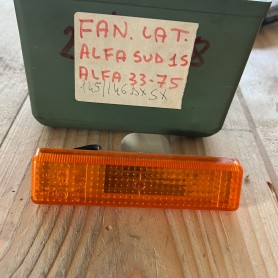 FAN. LAT.
ALFA SUD 1S
ALFA 33-75
145/146 DX SX